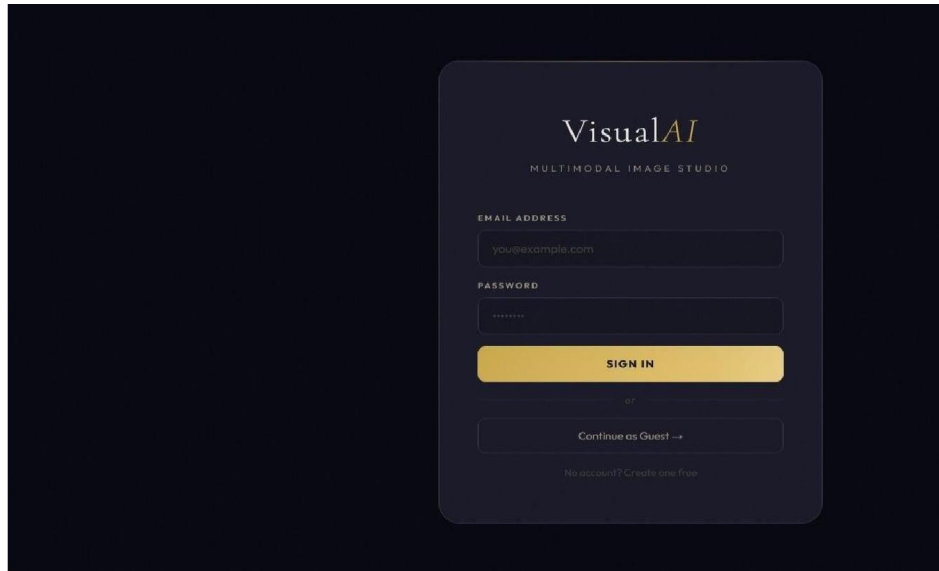 VisualAI
MULTIMODAL IMAGE STUDIO
EMAIL ADDRESS
you@example.com
PASSWORD
••••••••
SIGN IN
or
Continue as Guest →
No account? Create one free